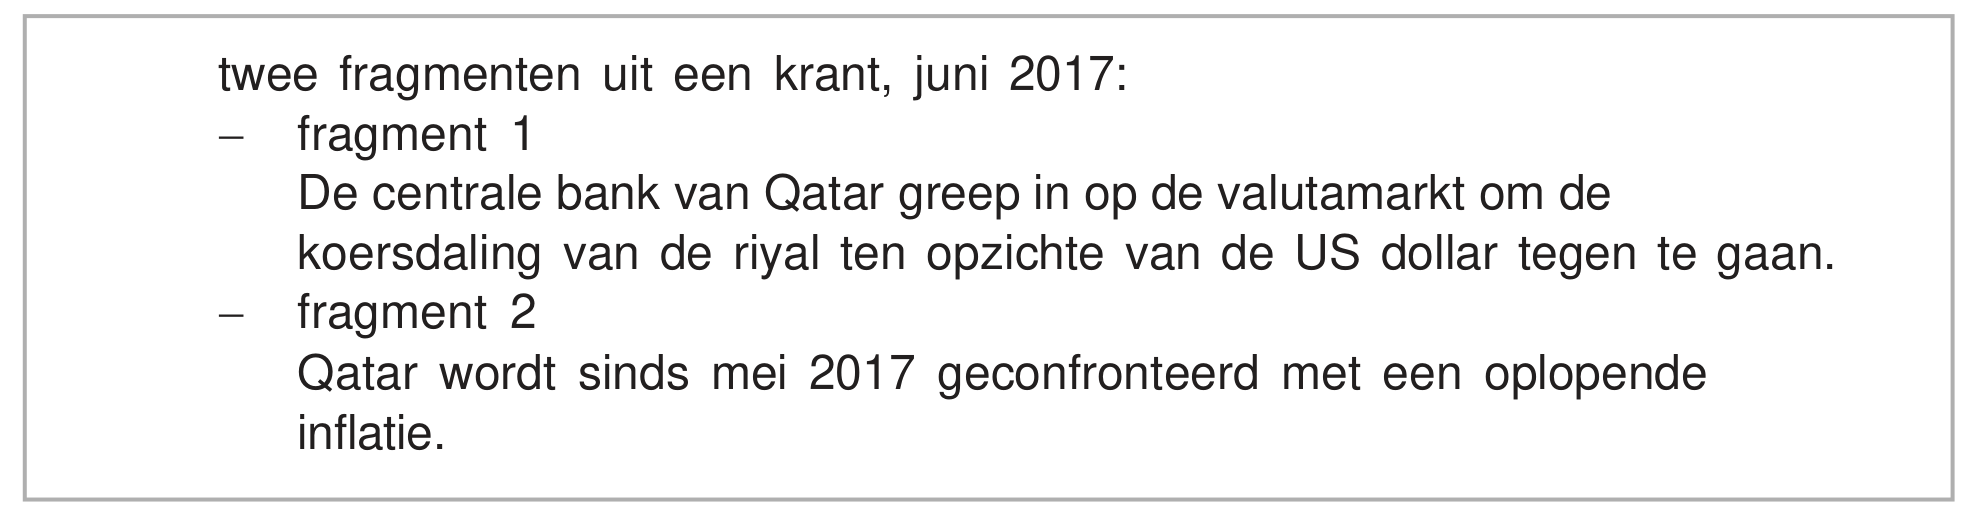 twee fragmenten uit een krant, juni 2017:
– fragment 1
De centrale bank van Qatar greep in op de valutamarkt om de
koersdaling van de riyal ten opzichte van de US dollar tegen te gaan.
– fragment 2
Qatar wordt sinds mei 2017 geconfronteerd met een oplopende
inflatie.